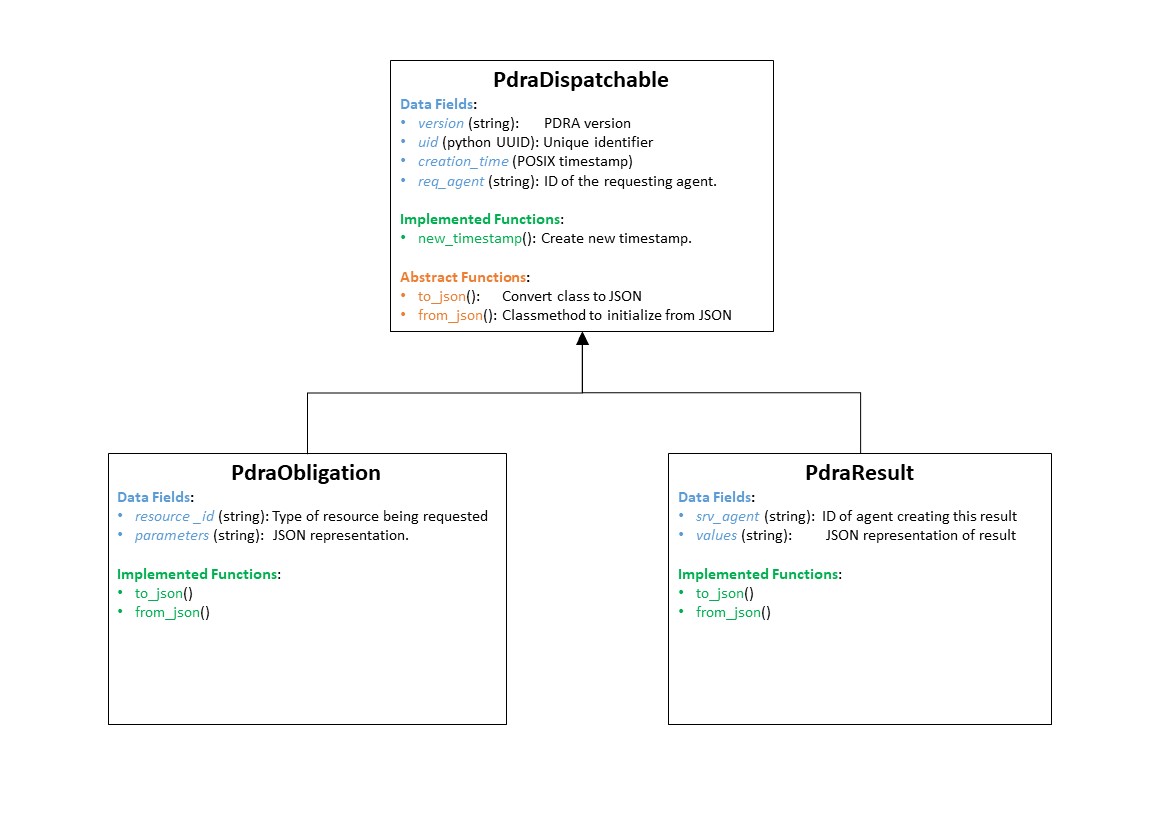 PdraDispatchable
Data Fields:
• version (string): PDRA version
• uid (python UUID): Unique identifier
• creation_time (POSIX timestamp)
• req_agent (string): ID of the requesting agent.
Implemented Functions:
• new_timestamp(): Create new timestamp.
Abstract Functions:
• to_json(): Convert class to JSON
• from_json(): Classmethod to initialize from JSON
PdraObligation
Data Fields:
• resource _id (string): Type of resource being requested
• parameters (string): JSON representation.
Implemented Functions:
• to_json()
• from_json()
PdraResult
Data Fields:
• srv_agent (string): ID of agent creating this result
• values (string): JSON representation of result
Implemented Functions:
• to_json()
• from_json()